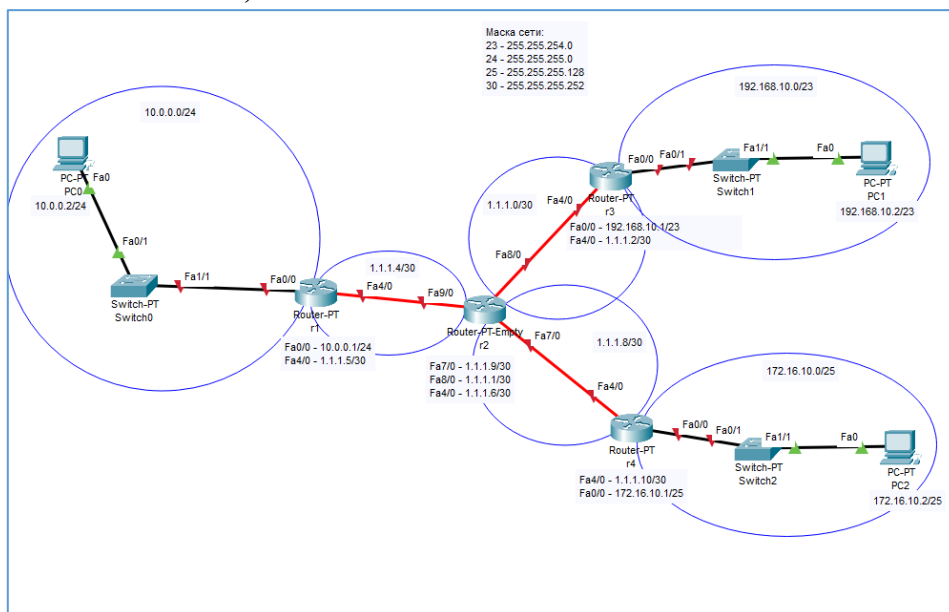 Маска сети:
23 - 255.255.254.0
24 - 255.255.255.0
25 - 255.255.255.128
30 - 255.255.255.252
10.0.0.0/24
PC-PT
PC0
Fa0
10.0.0.2/24
Fa0/1
Switch-PT
Switch0
Fa1/1
Fa0/0
Router-PT
r1
Fa4/0
Fa0/0 - 10.0.0.1/24
Fa4/0 - 1.1.1.5/30
1.1.1.4/30
Fa9/0
Router-PT-Empty
r2
Fa8/0
Fa7/0
Fa7/0 - 1.1.1.9/30
Fa8/0 - 1.1.1.1/30
Fa4/0 - 1.1.1.6/30
1.1.1.0/30
Fa4/0
Router-PT
r3
Fa0/0
Fa0/0 - 192.168.10.1/23
Fa4/0 - 1.1.1.2/30
192.168.10.0/23
Fa0/1
Switch-PT
Switch1
Fa1/1
Fa0
PC-PT
PC1
192.168.10.2/23
1.1.1.8/30
Fa4/0
Router-PT
r4
Fa0/0
Fa4/0 - 1.1.1.10/30
Fa0/0 - 172.16.10.1/25
172.16.10.0/25
Fa0/1
Switch-PT
Switch2
Fa1/1
Fa0
PC-PT
PC2
172.16.10.2/25